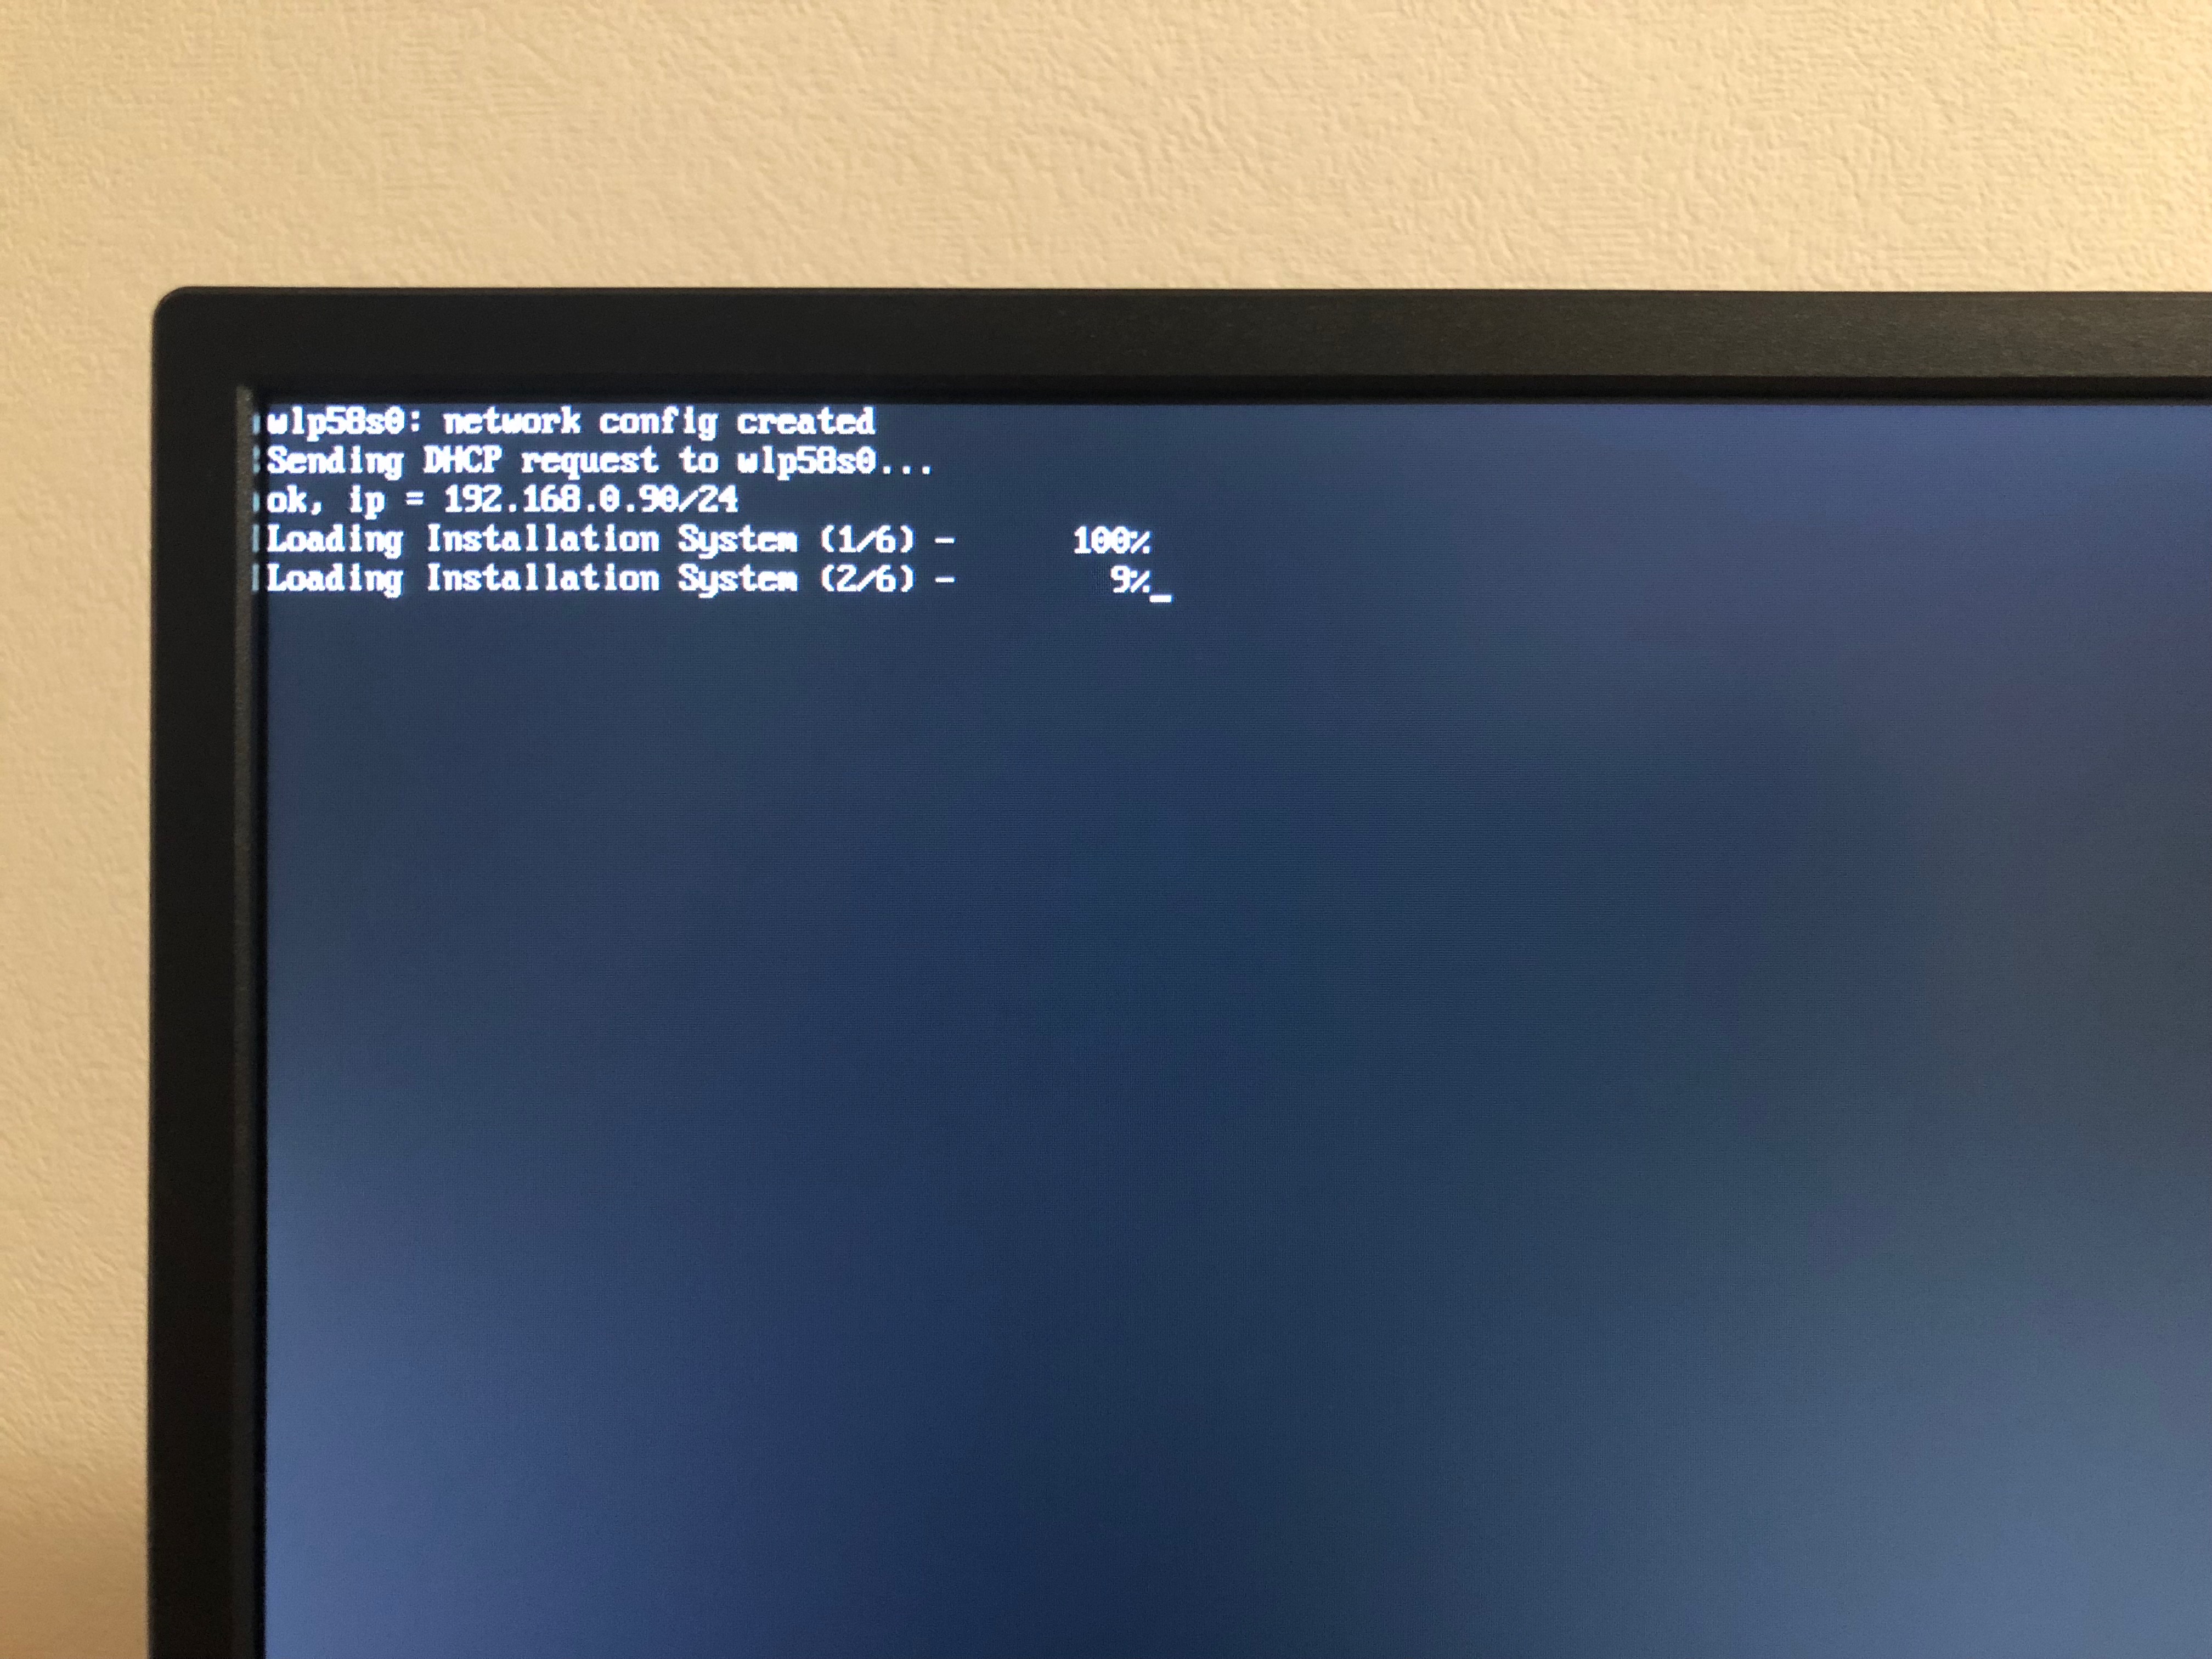 wlp58s0: network config created
Sending DHCP request to wlp58s0...
ok, ip = 192.168.0.90/24
Loading Installation System (1/6) -      100%
Loading Installation System (2/6) -        9%_